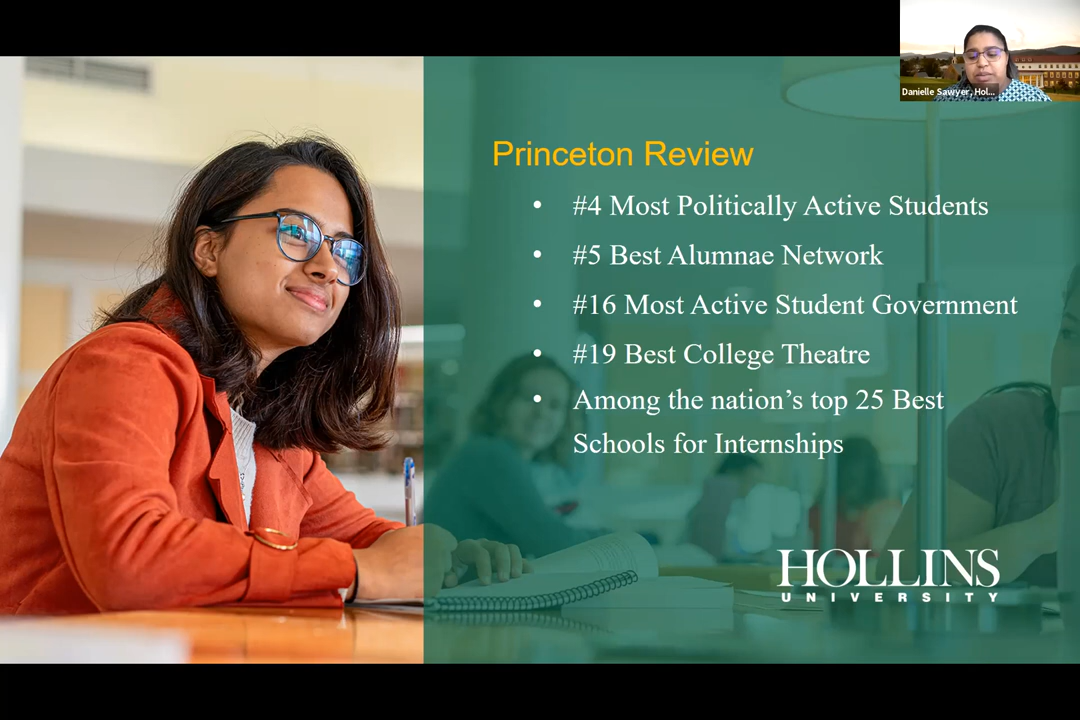 Danielle Sawyer, Hol...
Princeton Review
• #4 Most Politically Active Students
• #5 Best Alumnae Network
• #16 Most Active Student Government
• #19 Best College Theatre
• Among the nation’s top 25 Best
Schools for Internships
HOLLINS
UNIVERSITY